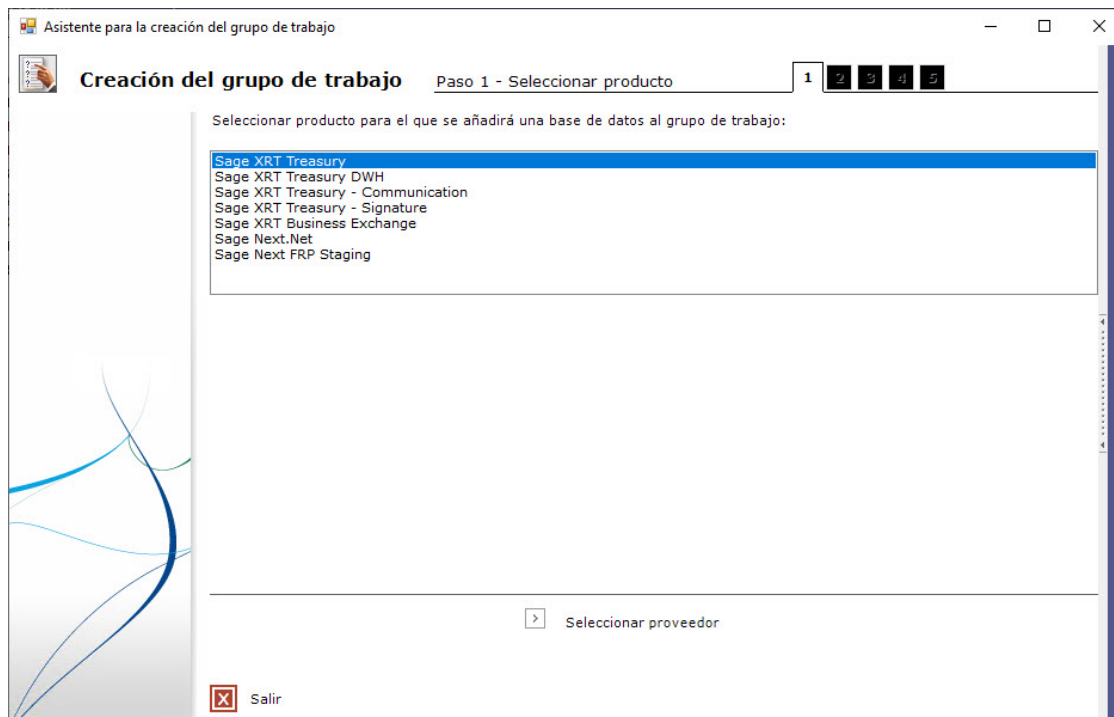 Asistente para la creación del grupo de trabajo
Creación del grupo de trabajo
Paso 1 - Seleccionar producto
1 2 3 4 5
Seleccionar producto para el que se añadirá una base de datos al grupo de trabajo:
Sage XRT Treasury
Sage XRT Treasury DWH
Sage XRT Treasury - Communication
Sage XRT Treasury - Signature
Sage XRT Business Exchange
Sage Next.Net
Sage Next FRP Staging
Seleccionar proveedor
Salir